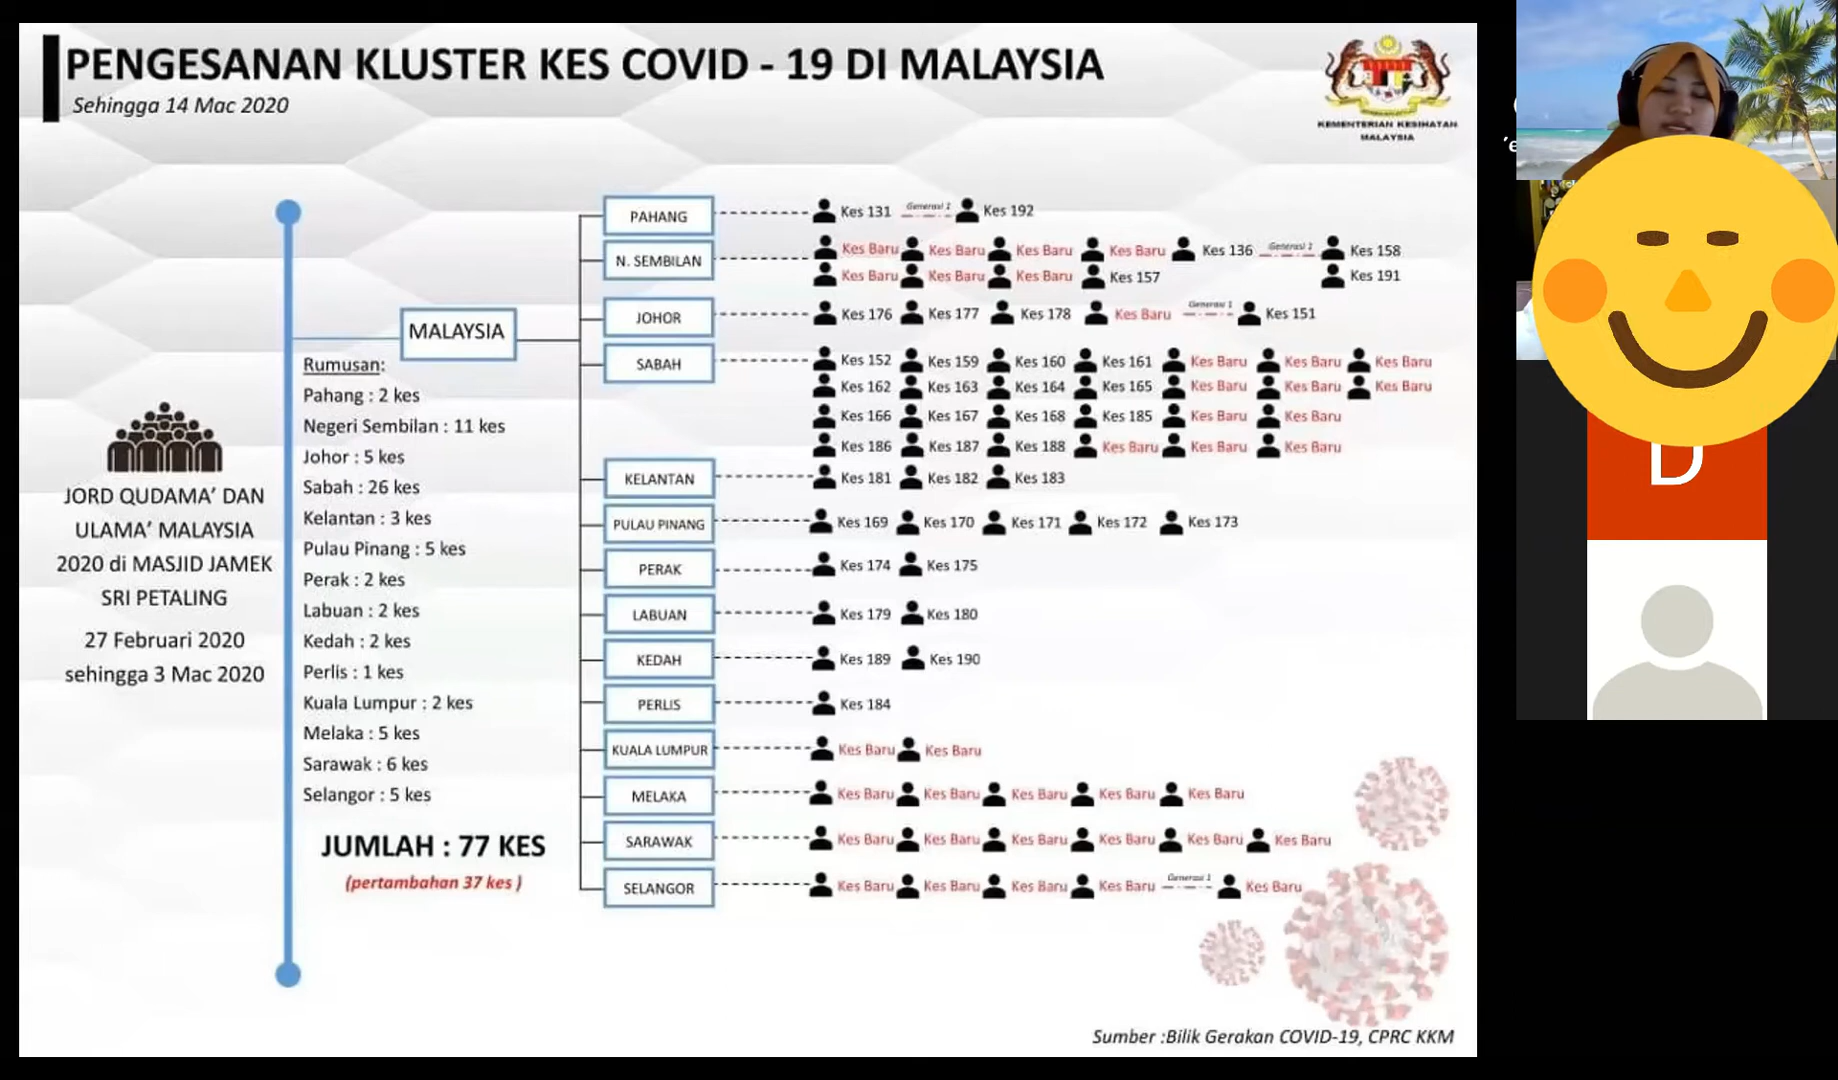 PENGESANAN KLUSTER KES COVID - 19 DI MALAYSIA
Sehingga 14 Mac 2020
KEMENTERIAN KESIHATAN
MALAYSIA
JORD QUDAMA’ DAN
ULAMA’ MALAYSIA
2020 di MASJID JAMEK
SRI PETALING
27 Februari 2020
sehingga 3 Mac 2020
MALAYSIA
Rumusan:
Pahang : 2 kes
Negeri Sembilan : 11 kes
Johor : 5 kes
Sabah : 26 kes
Kelantan : 3 kes
Pulau Pinang : 5 kes
Perak : 2 kes
Labuan : 2 kes
Kedah : 2 kes
Perlis : 1 kes
Kuala Lumpur : 2 kes
Melaka : 5 kes
Sarawak : 6 kes
Selangor : 5 kes
JUMLAH : 77 KES
(pertambahan 37 kes )
PAHANG Kes 131 Generasi 1 Kes 192
N. SEMBILAN Kes Baru Kes Baru Kes Baru Kes Baru Kes 136 Generasi 1 Kes 158
Kes Baru Kes Baru Kes Baru Kes 157 Kes 191
JOHOR Kes 176 Kes 177 Kes 178 Kes Baru Generasi 1 Kes 151
SABAH Kes 152 Kes 159 Kes 160 Kes 161 Kes Baru Kes Baru Kes Baru
Kes 162 Kes 163 Kes 164 Kes 165 Kes Baru Kes Baru Kes Baru
Kes 166 Kes 167 Kes 168 Kes 185 Kes Baru Kes Baru
Kes 186 Kes 187 Kes 188 Kes Baru Kes Baru Kes Baru
KELANTAN Kes 181 Kes 182 Kes 183
PULAU PINANG Kes 169 Kes 170 Kes 171 Kes 172 Kes 173
PERAK Kes 174 Kes 175
LABUAN Kes 179 Kes 180
KEDAH Kes 189 Kes 190
PERLIS Kes 184
KUALA LUMPUR Kes Baru Kes Baru
MELAKA Kes Baru Kes Baru Kes Baru Kes Baru Kes Baru
SARAWAK Kes Baru Kes Baru Kes Baru Kes Baru Kes Baru Kes Baru
SELANGOR Kes Baru Kes Baru Kes Baru Kes Baru Generasi 1 Kes Baru
Sumber :Bilik Gerakan COVID-19, CPRC KKM
D